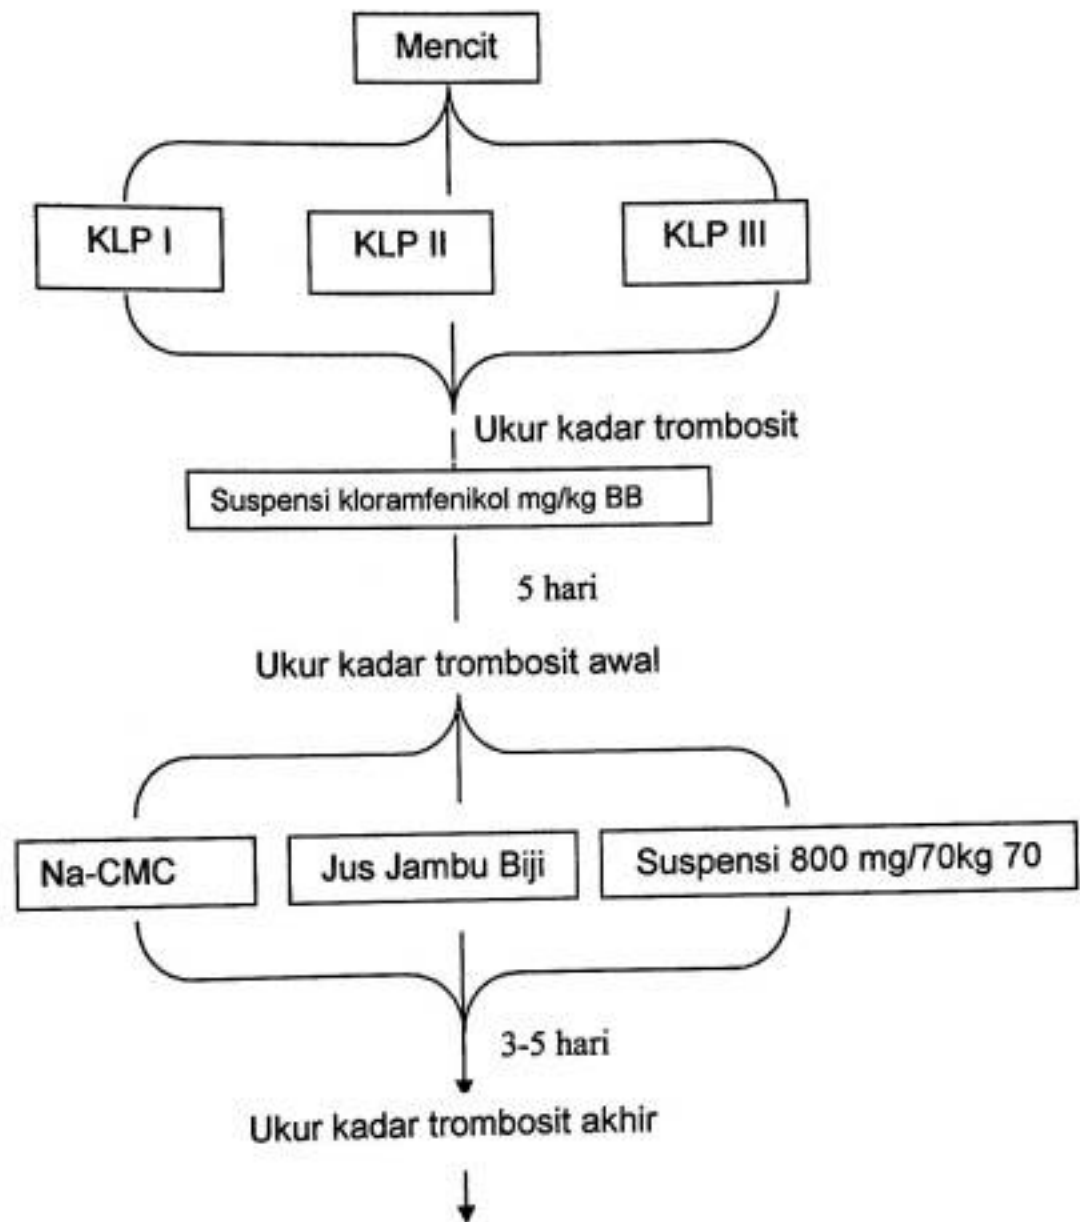 Mencit
KLP I
KLP II
KLP III
Ukur kadar trombosit
Suspensi kloramfenikol mg/kg BB
5 hari
Ukur kadar trombosit awal
Na-CMC
Jus Jambu Biji
Suspensi 800 mg/70kg 70
3-5 hari
Ukur kadar trombosit akhir